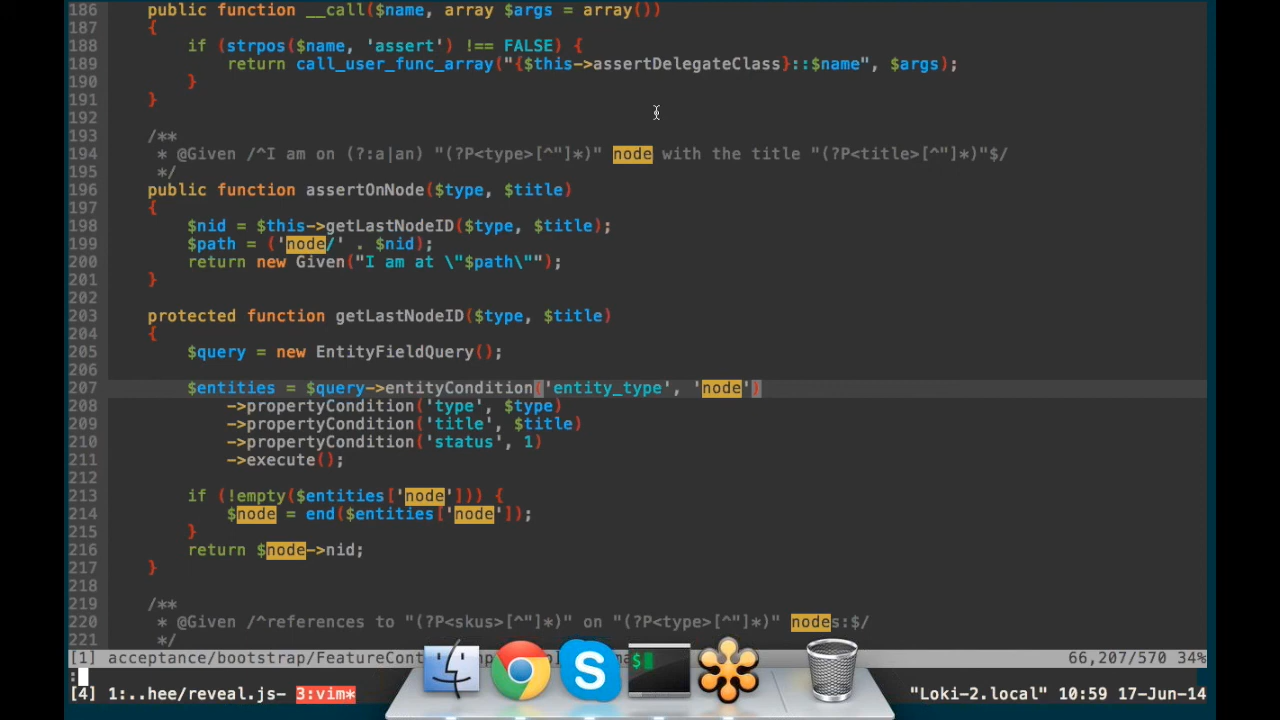 186 public function __call($name, array $args = array())
187 {
188 if (strpos($name, 'assert') !== FALSE) {
189 return call_user_func_array("{$this->assertDelegateClass}::$name", $args);
190 }
191 }
192
193 /**
194 * @Given /^I am on (?:a|an) "(?P<type>[^"]*)" node with the title "(?P<title>[^"]*)"$/
195 */
196 public function assertOnNode($type, $title)
197 {
198 $nid = $this->getLastNodeID($type, $title);
199 $path = ('node/' . $nid);
200 return new Given("I am at \"$path\"");
201 }
202
203 protected function getLastNodeID($type, $title)
204 {
205 $query = new EntityFieldQuery();
206
207 $entities = $query->entityCondition('entity_type', 'node')
208 ->propertyCondition('type', $type)
209 ->propertyCondition('title', $title)
210 ->propertyCondition('status', 1)
211 ->execute();
212
213 if (!empty($entities['node'])) {
214 $node = end($entities['node']);
215 }
216 return $node->nid;
217 }
218
219 /**
220 * @Given /^references to "(?P<skus>[^"]*)" on "(?P<type>[^"]*)" nodes:$/
221 */
[1] acceptance/bootstrap/FeatureCont 66,207/570 34%
:
[4] 1:..hee/reveal.js- 3:vim* "Loki-2.local" 10:59 17-Jun-14
S $